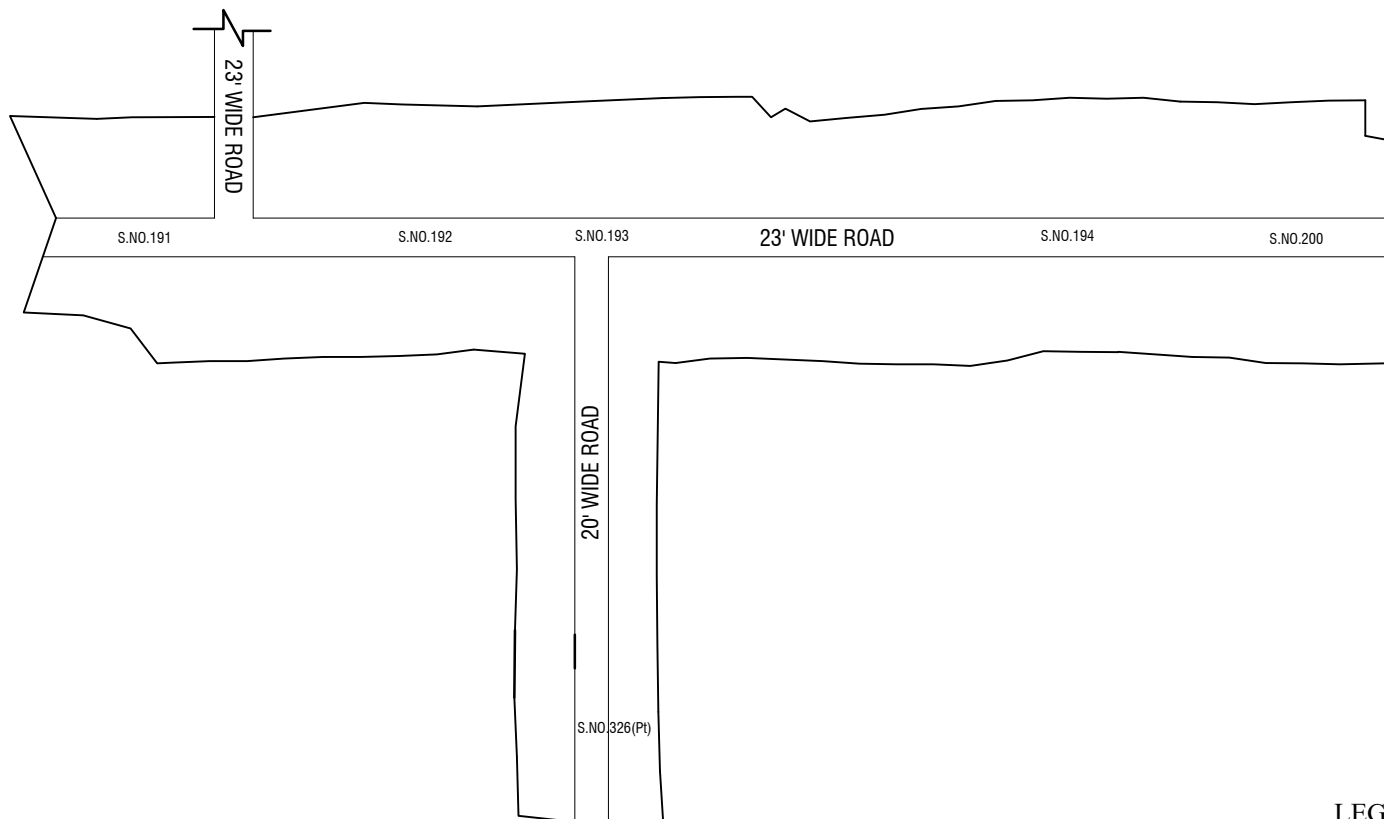 23' WIDE ROAD
S.NO.191
S.NO.192
S.NO.193
23' WIDE ROAD
S.NO.194
S.NO.200
20' WIDE ROAD
S.NO.326(Pt)
LEG